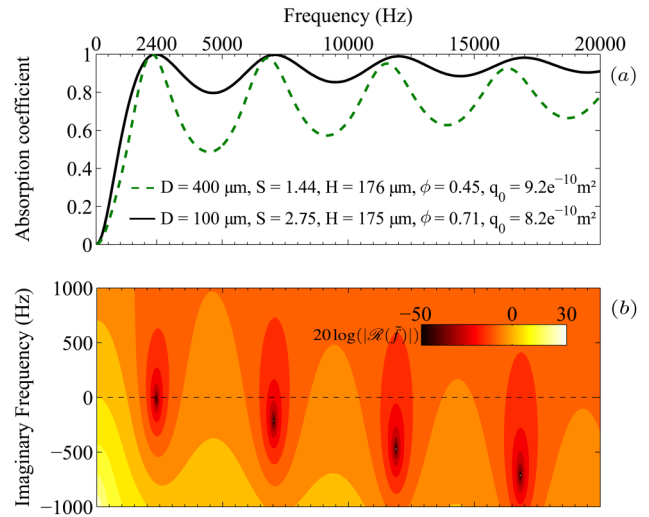 Frequency (Hz)
0 2400 5000 10000 15000 20000
Absorption coefficient
1
0.8
0.6
0.4
0.2
0
(a)
D = 400 μm, S = 1.44, H = 176 μm, ϕ = 0.45, q₀ = 9.2e⁻¹⁰m²
D = 100 μm, S = 2.75, H = 175 μm, ϕ = 0.71, q₀ = 8.2e⁻¹⁰m²
Imaginary Frequency (Hz)
1000
500
0
−500
−1000
(b)
−50 0 30
20log(|ℛ(f̃)|)